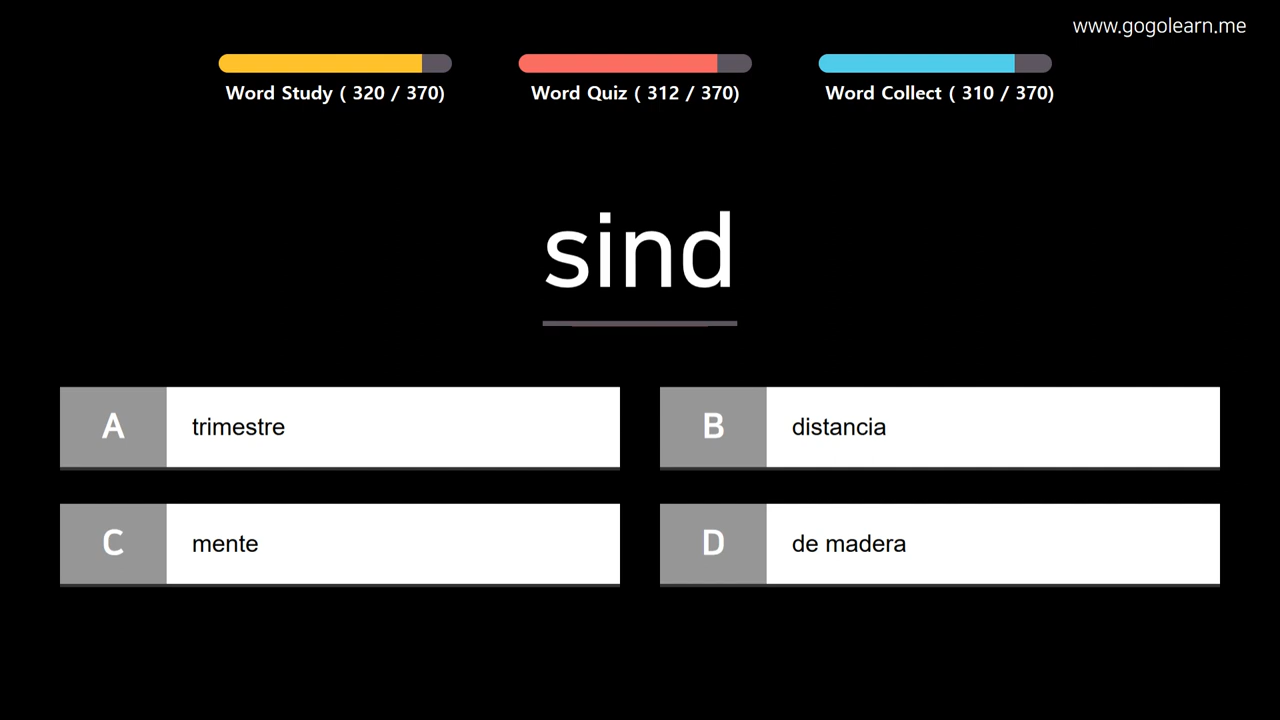 www.gogolearn.me
Word Study ( 320 / 370)
Word Quiz ( 312 / 370)
Word Collect ( 310 / 370)
sind
A trimestre
B distancia
C mente
D de madera